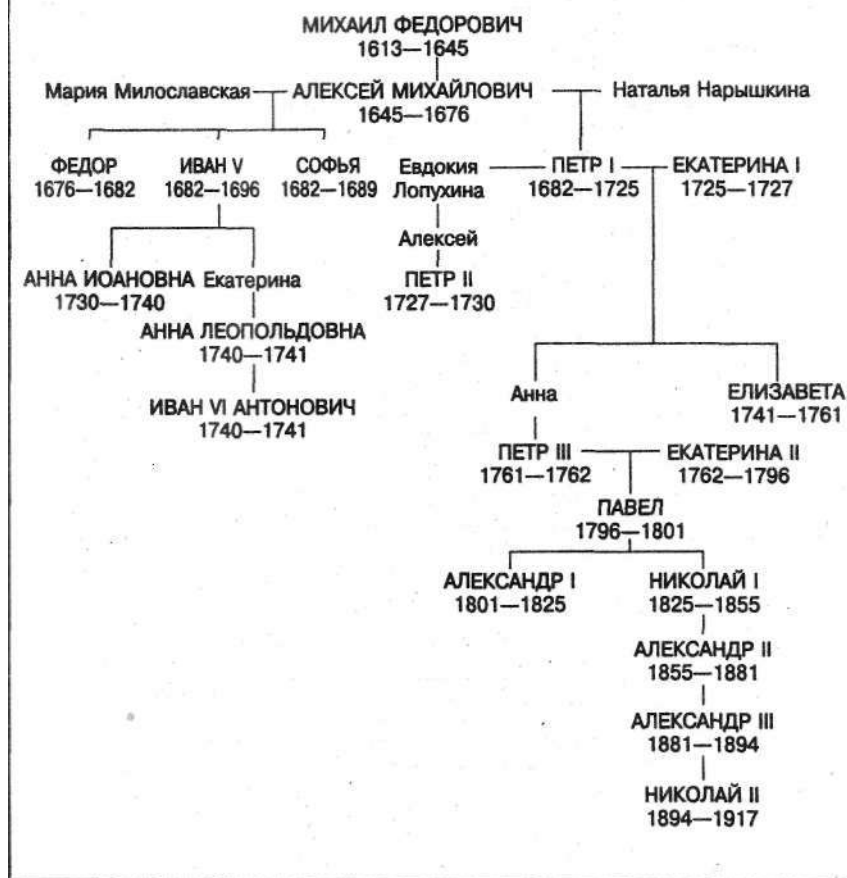 МИХАИЛ ФЕДОРОВИЧ
1613—1645
Мария Милославская АЛЕКСЕЙ МИХАЙЛОВИЧ Наталья Нарышкина
1645—1676
ФЕДОР ИВАН V СОФЬЯ Евдокия ПЕТР I ЕКАТЕРИНА I
1676—1682 1682—1696 1682—1689 Лопухина 1682—1725 1725—1727
Алексей
АННА ИОАНОВНА Екатерина ПЕТР II
1730—1740 1727—1730
АННА ЛЕОПОЛЬДОВНА
1740—1741
Анна ЕЛИЗАВЕТА
ИВАН VI АНТОНОВИЧ 1741—1761
1740—1741
ПЕТР III ЕКАТЕРИНА II
1761—1762 1762—1796
ПАВЕЛ
1796—1801
АЛЕКСАНДР I НИКОЛАЙ I
1801—1825 1825—1855
АЛЕКСАНДР II
1855—1881
АЛЕКСАНДР III
1881—1894
НИКОЛАЙ II
1894—1917